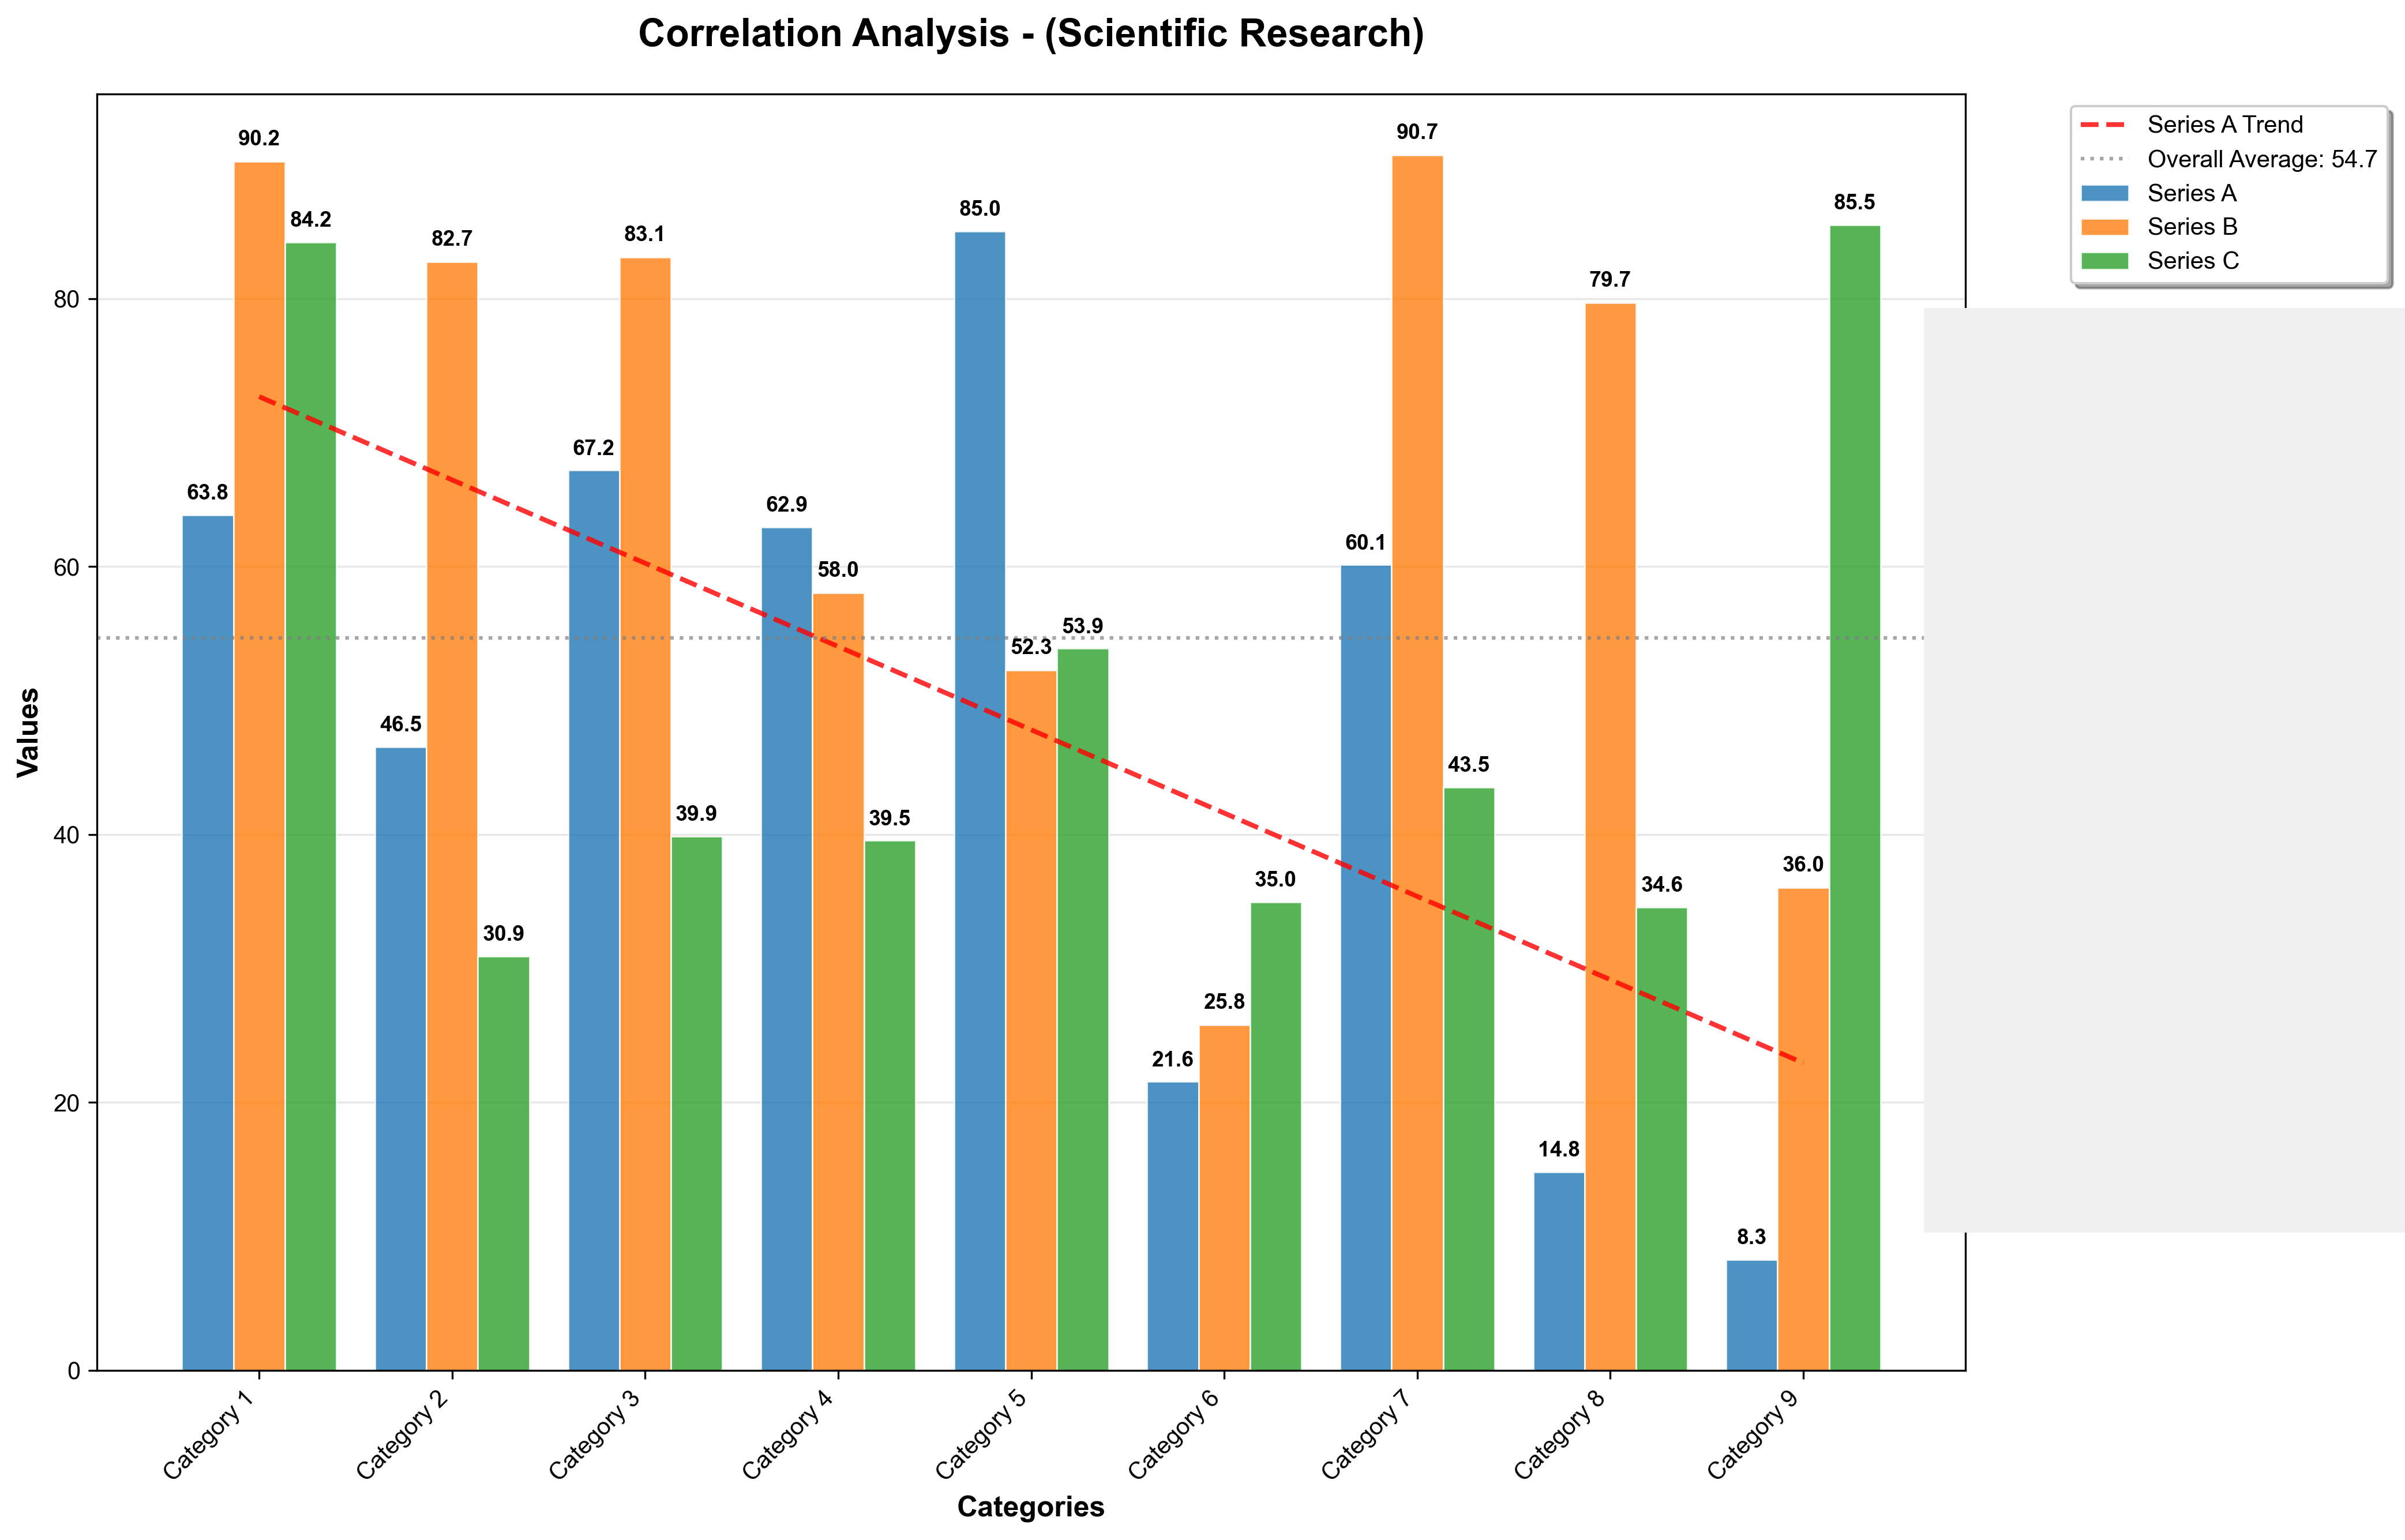 Correlation Analysis - (Scientific Research)
Series A Trend
Overall Average: 54.7
Series A
Series B
Series C
Values
80
60
40
20
0
63.8
90.2
84.2
46.5
82.7
30.9
67.2
83.1
39.9
62.9
58.0
39.5
85.0
52.3
53.9
21.6
25.8
35.0
60.1
90.7
43.5
14.8
79.7
34.6
8.3
36.0
85.5
Category 1
Category 2
Category 3
Category 4
Category 5
Category 6
Category 7
Category 8
Category 9
Categories